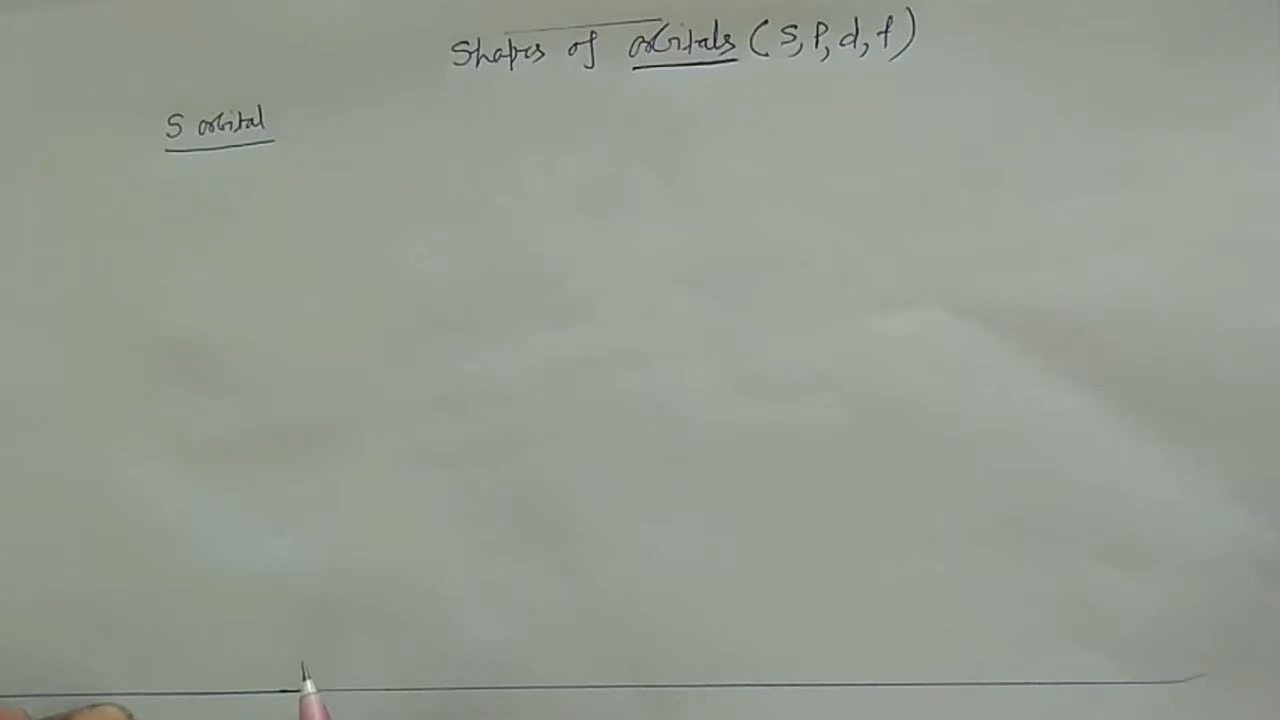 Shapes of orbitals (S, P, d, f)
S orbital